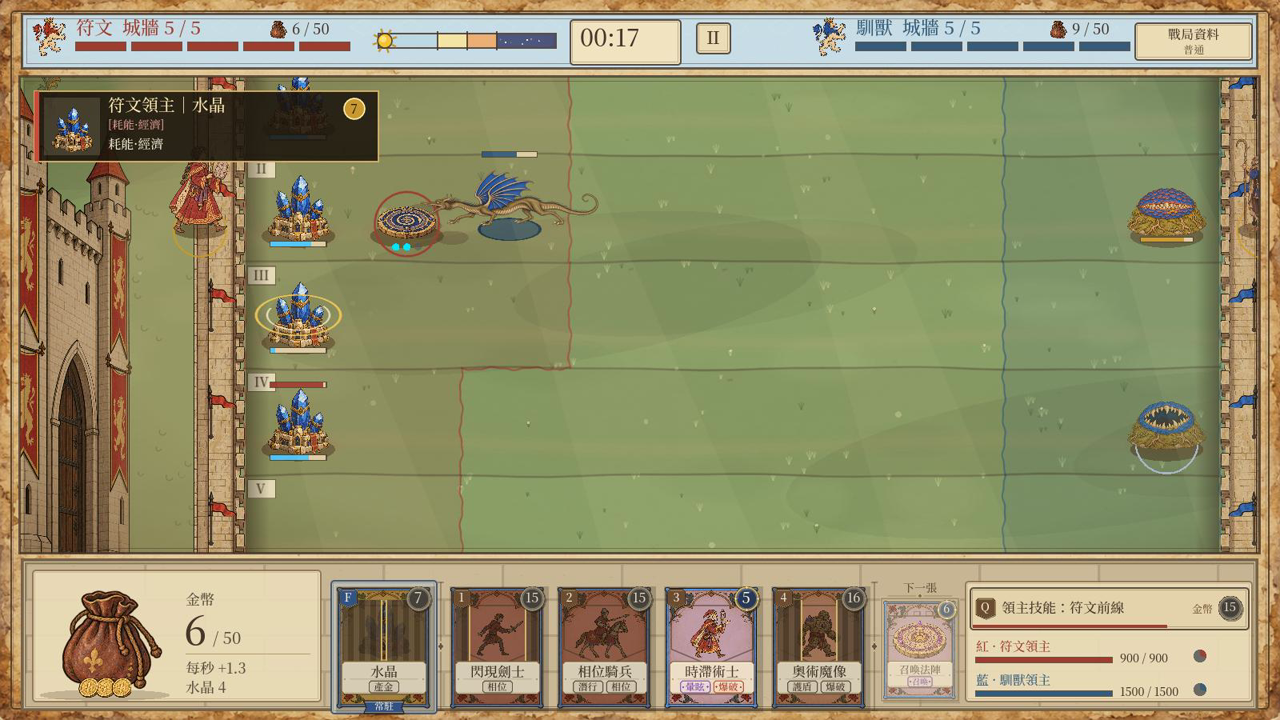 符文 城牆 5 / 5
6 / 50
00:17
II
馴獸 城牆 5 / 5
9 / 50
戰局資料
普通
符文領主｜水晶
7
[耗能·經濟]
耗能·經濟
II
III
IV
V
金幣
6 / 50
每秒 +1.3
水晶 4
F
7
水晶
產金
常駐
1
15
閃現劍士
相位
2
15
相位騎兵
潛行
相位
3
5
時滯術士
·暈眩·
·爆破·
4
16
奧術魔像
護盾
爆破
下一張
6
召喚法陣
·召喚·
Q
領主技能：符文前線
金幣
15
紅·符文領主
900 / 900
藍·馴獸領主
1500 / 1500